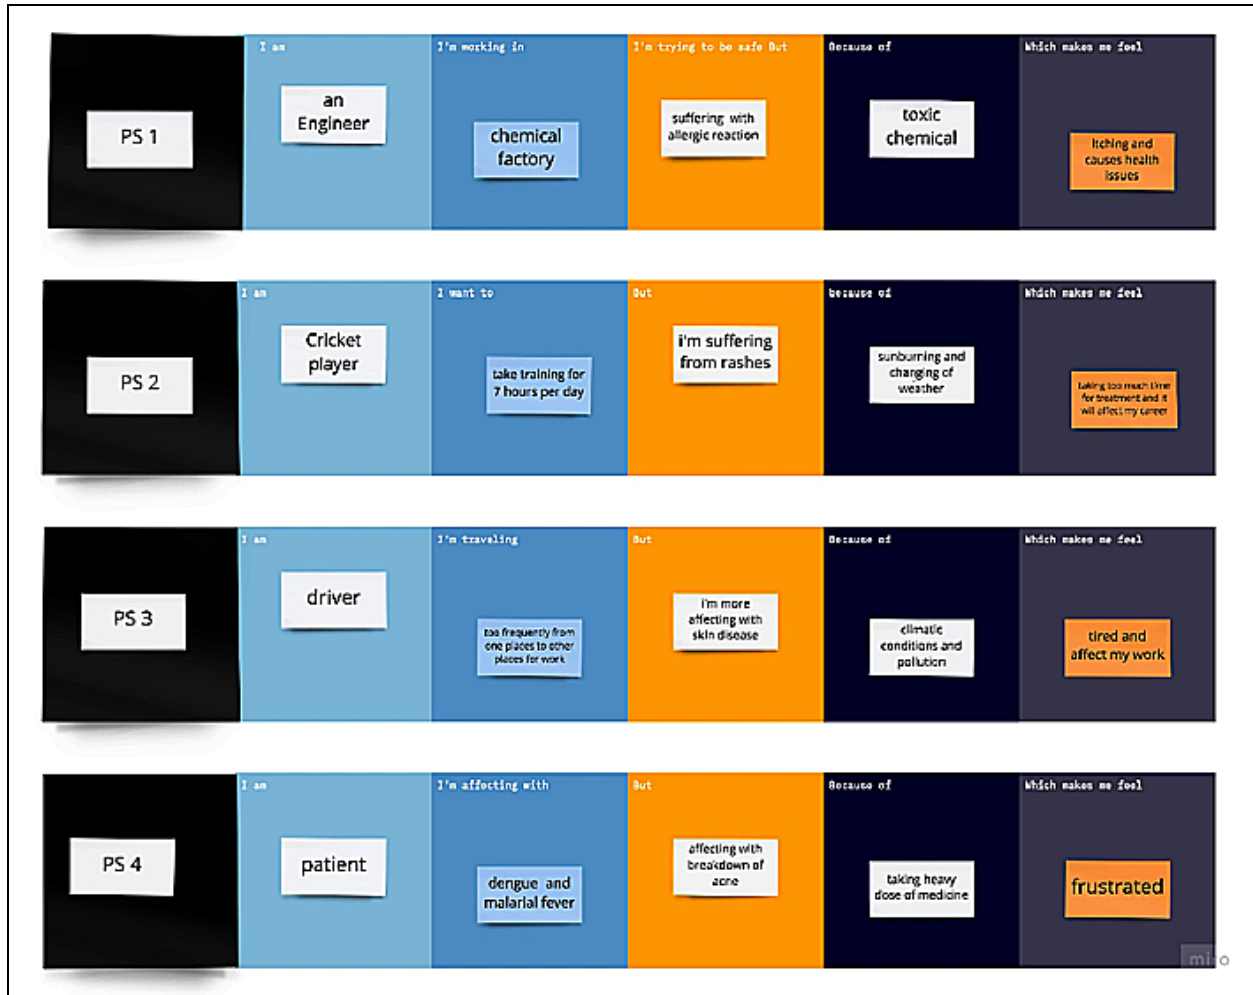 I am
I'm working in
I'm trying to be safe But
Because of
Which makes me feel
PS 1
an
Engineer
chemical
factory
suffering with
allergic reaction
toxic
chemical
Itching and
causes health
issues
I am
I want to
But
because of
Which makes me feel
PS 2
Cricket
player
take training for
7 hours per day
i'm suffering
from rashes
sunburning and
changing of
weather
taking too much time
for treatment and it
will affect my career
I am
I'm traveling
But
Because of
Which makes me feel
PS 3
driver
too frequently from
one places to other
places for work
i'm more
affecting with
skin disease
climatic
conditions and
pollution
tired and
affect my work
I am
I'm affecting with
But
Because of
Which makes me feel
PS 4
patient
dengue and
malarial fever
affecting with
breakdown of
acne
taking heavy
dose of medicine
frustrated
miro